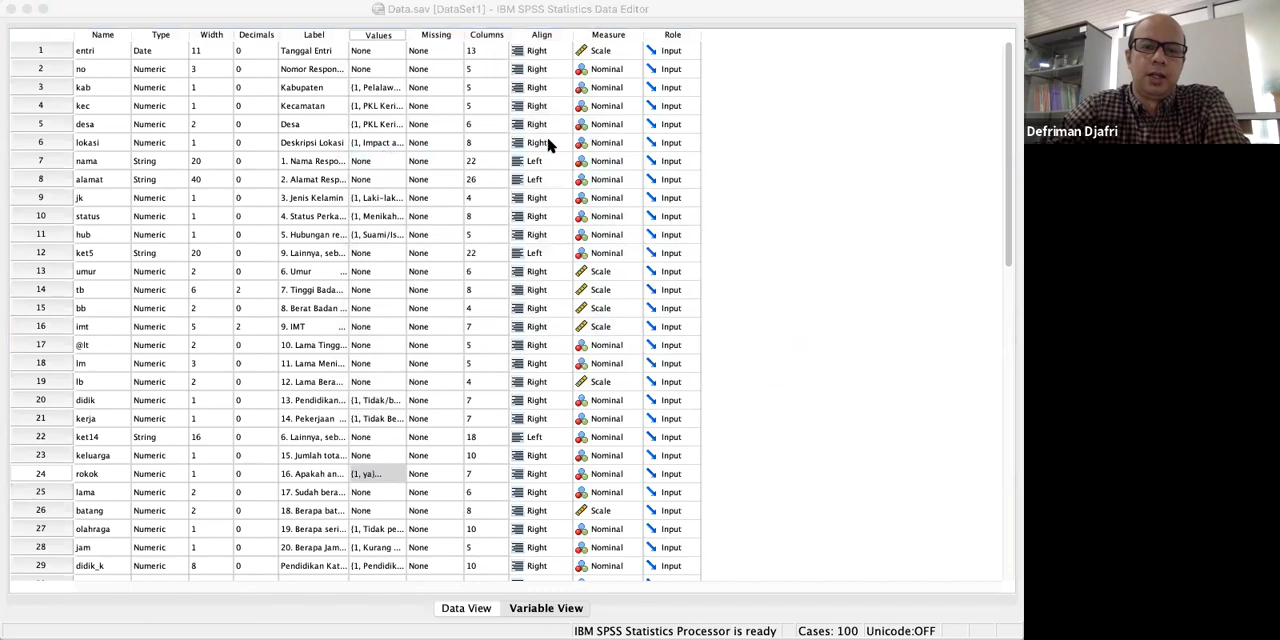 Data.sav [DataSet1] - IBM SPSS Statistics Data Editor
Name Type Width Decimals Label Values Missing Columns Align Measure Role
1 entri Date 11 0 Tanggal Entri None None 13 Right Scale Input
2 no Numeric 3 0 Nomor Respon... None None 5 Right Nominal Input
3 kab Numeric 1 0 Kabupaten {1, Pelalaw... None 5 Right Nominal Input
4 kec Numeric 1 0 Kecamatan {1, PKL Keri... None 5 Right Nominal Input
5 desa Numeric 2 0 Desa {1, PKL Keri... None 6 Right Nominal Input
6 lokasi Numeric 1 0 Deskripsi Lokasi {1, Impact a... None 8 Right Nominal Input
7 nama String 20 0 1. Nama Respo... None None 22 Left Nominal Input
8 alamat String 40 0 2. Alamat Resp... None None 26 Left Nominal Input
9 jk Numeric 1 0 3. Jenis Kelamin {1, Laki-lak... None 4 Right Nominal Input
10 status Numeric 1 0 4. Status Perka... {1, Menikah... None 8 Right Nominal Input
11 hub Numeric 1 0 5. Hubungan re... {1, Suami/Is... None 5 Right Nominal Input
12 ket5 String 20 0 9. Lainnya, seb... None None 22 Left Nominal Input
13 umur Numeric 2 0 6. Umur ... None None 6 Right Scale Input
14 tb Numeric 6 2 7. Tinggi Bada... None None 8 Right Scale Input
15 bb Numeric 2 0 8. Berat Badan ... None None 4 Right Scale Input
16 imt Numeric 5 2 9. IMT ... None None 7 Right Scale Input
17 @lt Numeric 2 0 10. Lama Tingg... None None 5 Right Nominal Input
18 lm Numeric 3 0 11. Lama Meni... None None 5 Right Nominal Input
19 lb Numeric 2 0 12. Lama Bera... None None 4 Right Scale Input
20 didik Numeric 1 0 13. Pendidikan... {1, Tidak/b... None 7 Right Nominal Input
21 kerja Numeric 1 0 14. Pekerjaan ... {1, Tidak Be... None 7 Right Nominal Input
22 ket14 String 16 0 6. Lainnya, seb... None None 18 Left Nominal Input
23 keluarga Numeric 1 0 15. Jumlah tota... None None 10 Right Nominal Input
24 rokok Numeric 1 0 16. Apakah an... {1, ya}... None 7 Right Nominal Input
25 lama Numeric 2 0 17. Sudah bera... None None 6 Right Nominal Input
26 batang Numeric 2 0 18. Berapa bat... None None 8 Right Scale Input
27 olahraga Numeric 1 0 19. Berapa seri... {1, Tidak pe... None 10 Right Nominal Input
28 jam Numeric 1 0 20. Berapa Jam... {1, Kurang ... None 5 Right Nominal Input
29 didik_k Numeric 8 0 Pendidikan Kat... {1, Pendidik... None 10 Right Nominal Input
Data View Variable View
IBM SPSS Statistics Processor is ready Cases: 100 Unicode:OFF
Defriman Djafri